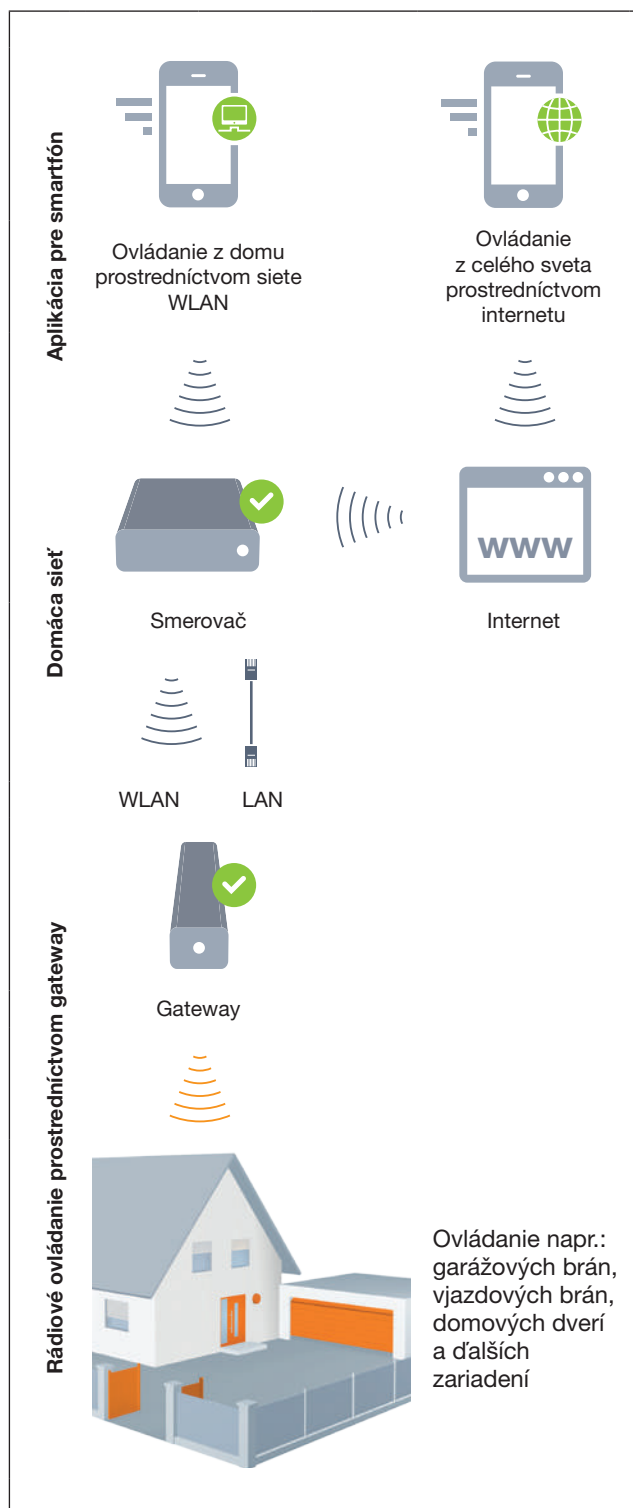 Aplikácia pre smartfón
Ovládanie z domu
prostredníctvom siete
WLAN
Ovládanie
z celého sveta
prostredníctvom
internetu
Domáca sieť
www
Smerovač
Internet
WLAN
LAN
Rádiové ovládanie prostredníctvom gateway
Gateway
Ovládanie napr.:
garážových brán,
vjazdových brán,
domových dverí
a ďalších
zariadení